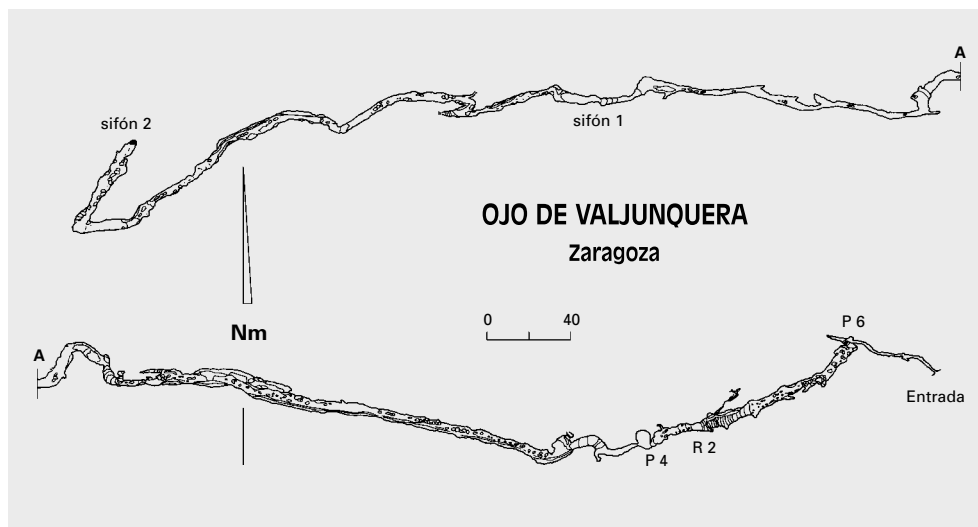 A
sifón 2
sifón 1
OJO DE VALJUNQUERA
Zaragoza
0 40
Nm
P 6
A
Entrada
R 2
P 4